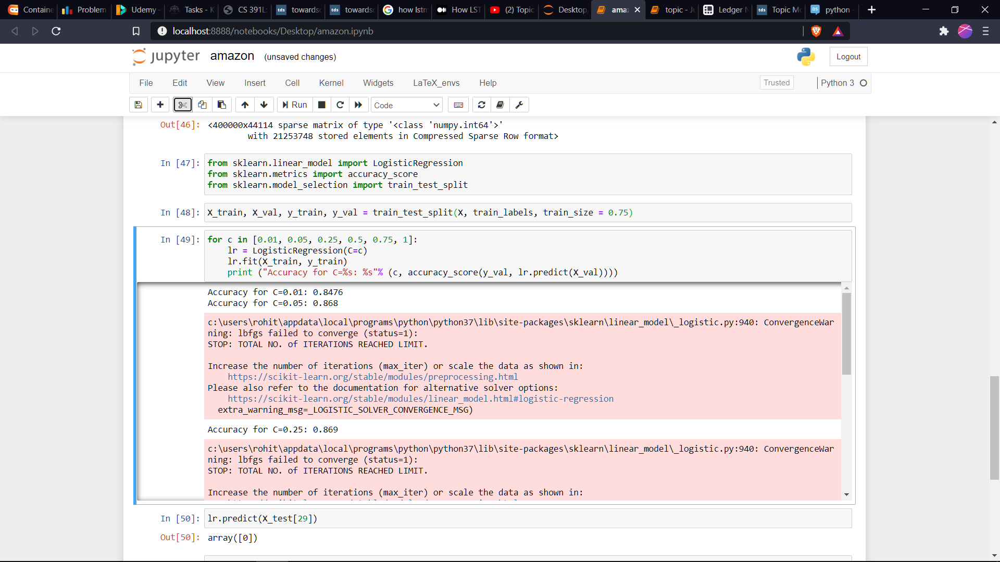 Containe
Problem
Udemy -
Tasks - K
CS 391L:
tds towardsd
tds towardsd
how lstm
How LST
(2) Topic
Desktop/
amaz
topic - Ju
Ledger N
tds Topic Mo
DS python -
localhost:8888/notebooks/Desktop/amazon.ipynb
jupyter amazon (unsaved changes)
Logout
File Edit View Insert Cell Kernel Widgets LaTeX_envs Help
Trusted
Python 3
Run
Code
Out[46]: <400000x44114 sparse matrix of type '<class 'numpy.int64'>'
with 21253748 stored elements in Compressed Sparse Row format>
In [47]: from sklearn.linear_model import LogisticRegression
from sklearn.metrics import accuracy_score
from sklearn.model_selection import train_test_split
In [48]: X_train, X_val, y_train, y_val = train_test_split(X, train_labels, train_size = 0.75)
In [49]: for c in [0.01, 0.05, 0.25, 0.5, 0.75, 1]:
lr = LogisticRegression(C=c)
lr.fit(X_train, y_train)
print ("Accuracy for C=%s: %s"% (c, accuracy_score(y_val, lr.predict(X_val))))
Accuracy for C=0.01: 0.8476
Accuracy for C=0.05: 0.868
c:\users\rohit\appdata\local\programs\python\python37\lib\site-packages\sklearn\linear_model\_logistic.py:940: ConvergenceWar
ning: lbfgs failed to converge (status=1):
STOP: TOTAL NO. of ITERATIONS REACHED LIMIT.
Increase the number of iterations (max_iter) or scale the data as shown in:
https://scikit-learn.org/stable/modules/preprocessing.html
Please also refer to the documentation for alternative solver options:
https://scikit-learn.org/stable/modules/linear_model.html#logistic-regression
extra_warning_msg=_LOGISTIC_SOLVER_CONVERGENCE_MSG)
Accuracy for C=0.25: 0.869
c:\users\rohit\appdata\local\programs\python\python37\lib\site-packages\sklearn\linear_model\_logistic.py:940: ConvergenceWar
ning: lbfgs failed to converge (status=1):
STOP: TOTAL NO. of ITERATIONS REACHED LIMIT.
Increase the number of iterations (max_iter) or scale the data as shown in:
In [50]: lr.predict(X_test[29])
Out[50]: array([0])